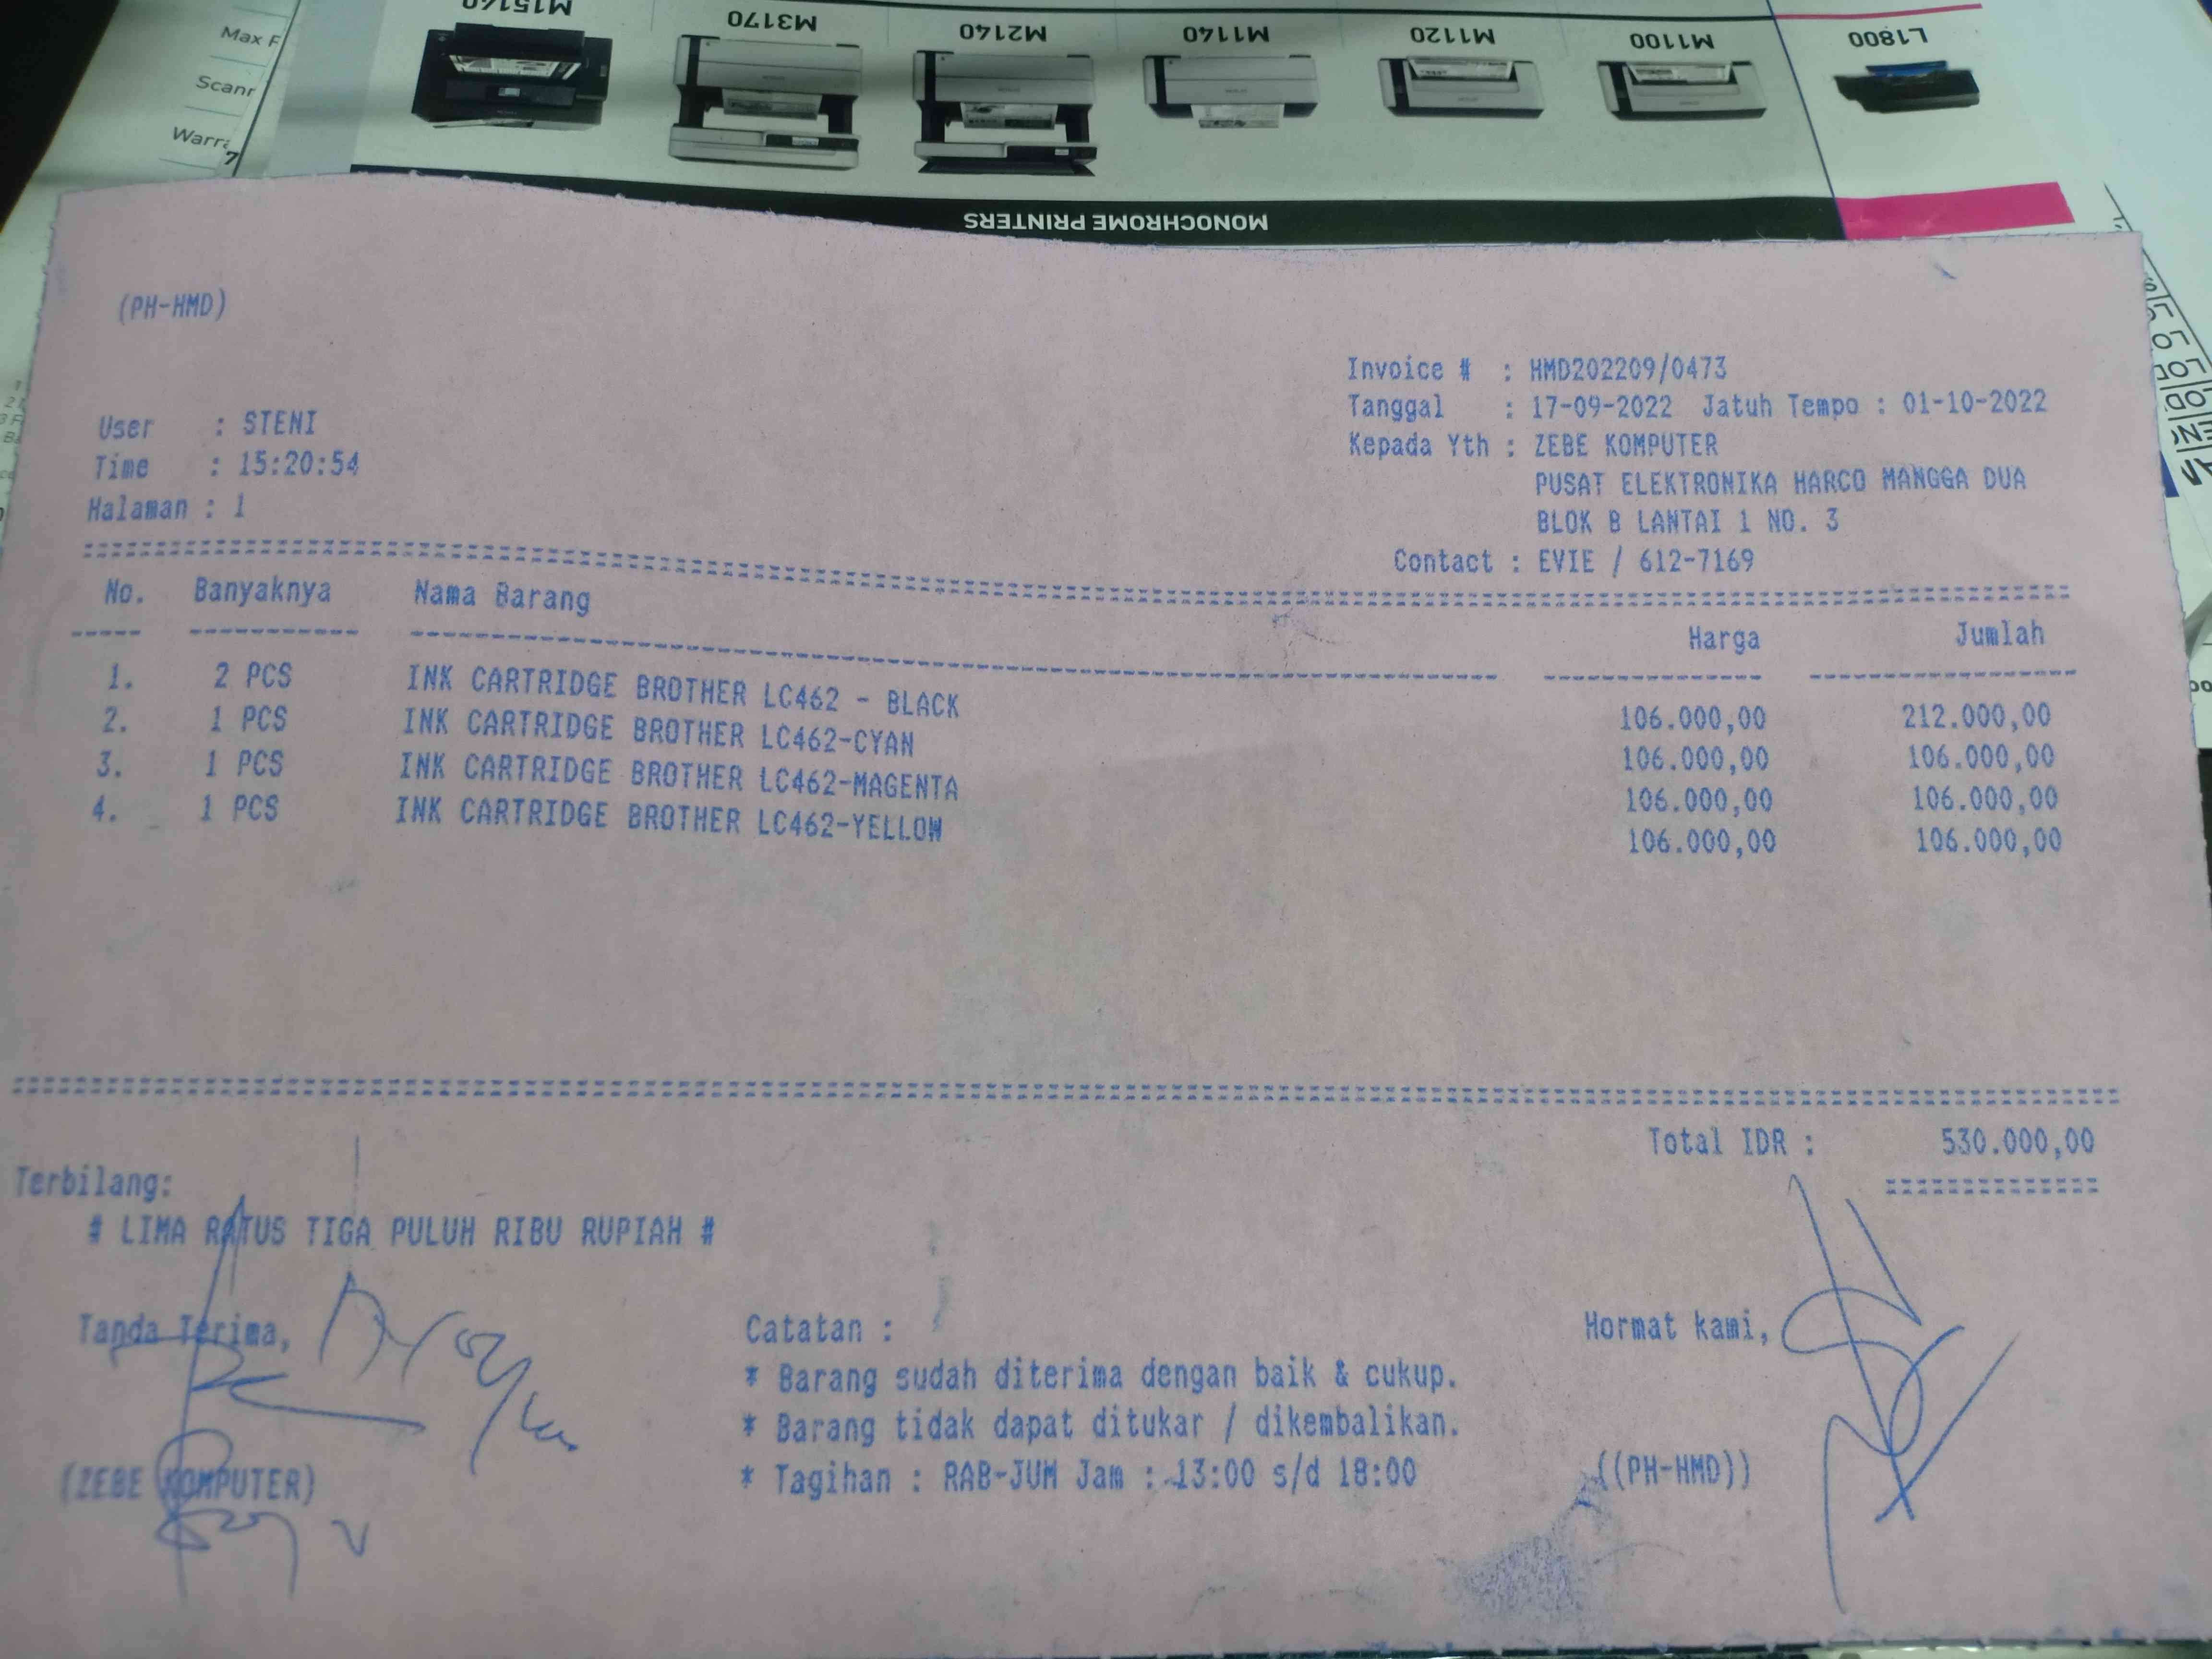 M15140
M3170
M2140
M1140
M1120
M1100
L1800
Max F
Scann
Warra
MONOCHROME PRINTERS
(PH-HMD)
Invoice # : HMD202209/0473
Tanggal : 17-09-2022 Jatuh Tempo : 01-10-2022
Kepada Yth : ZEBE KOMPUTER
PUSAT ELEKTRONIKA HARCO MANGGA DUA
BLOK B LANTAI 1 NO. 3
Contact : EVIE / 612-7169
User : STENI
Time : 15:20:54
Halaman : 1
No. Banyaknya Nama Barang Harga Jumlah
1. 2 PCS INK CARTRIDGE BROTHER LC462 - BLACK 106.000,00 212.000,00
2. 1 PCS INK CARTRIDGE BROTHER LC462-CYAN 106.000,00 106.000,00
3. 1 PCS INK CARTRIDGE BROTHER LC462-MAGENTA 106.000,00 106.000,00
4. 1 PCS INK CARTRIDGE BROTHER LC462-YELLOW 106.000,00 106.000,00
Total IDR : 530.000,00
Terbilang:
# LIMA RATUS TIGA PULUH RIBU RUPIAH #
Tanda Terima,
(ZEBE KOMPUTER)
Catatan :
* Barang sudah diterima dengan baik & cukup.
* Barang tidak dapat ditukar / dikembalikan.
* Tagihan : RAB-JUM Jam : 13:00 s/d 18:00
Hormat kami,
((PH-HMD))